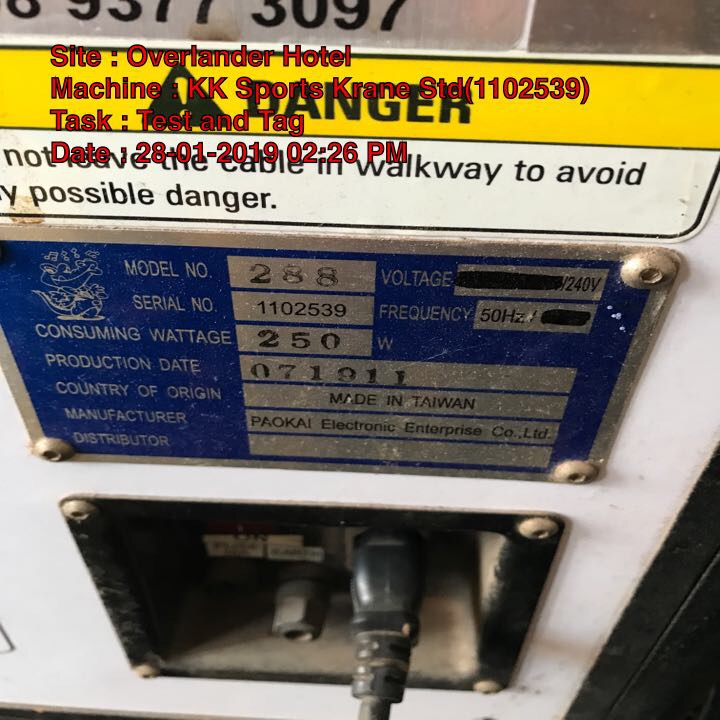 8 9377 3097
Site : Overlander Hotel
Machine : KK Sports Krane Std(1102539)
DANGER
Task : Test and Tag
Date : 28-01-2019 02:26 PM
not leave the cable in walkway to avoid
possible danger.
MODEL NO. 288 VOLTAGE /240V
SERIAL NO. 1102539 FREQUENCY 50Hz/
CONSUMING WATTAGE 250 W
PRODUCTION DATE 071911
COUNTRY OF ORIGIN MADE IN TAIWAN
MANUFACTURER PAOKAI Electronic Enterprise Co.,Ltd.
DISTRIBUTOR